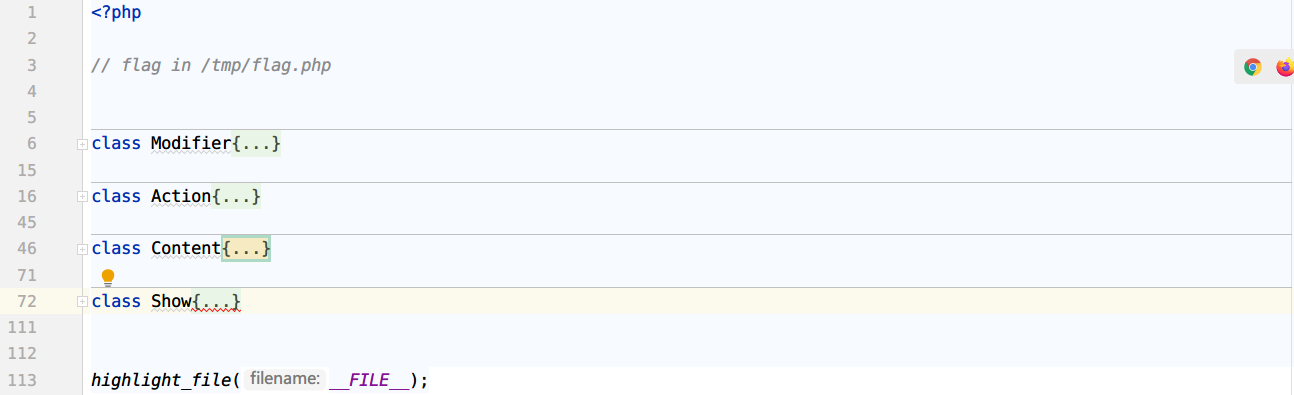 1 <?php
2
3 // flag in /tmp/flag.php
4
5
6 class Modifier{...}
15
16 class Action{...}
45
46 class Content{...}
71
72 class Show{...}
111
112
113 highlight_file( filename: __FILE__);